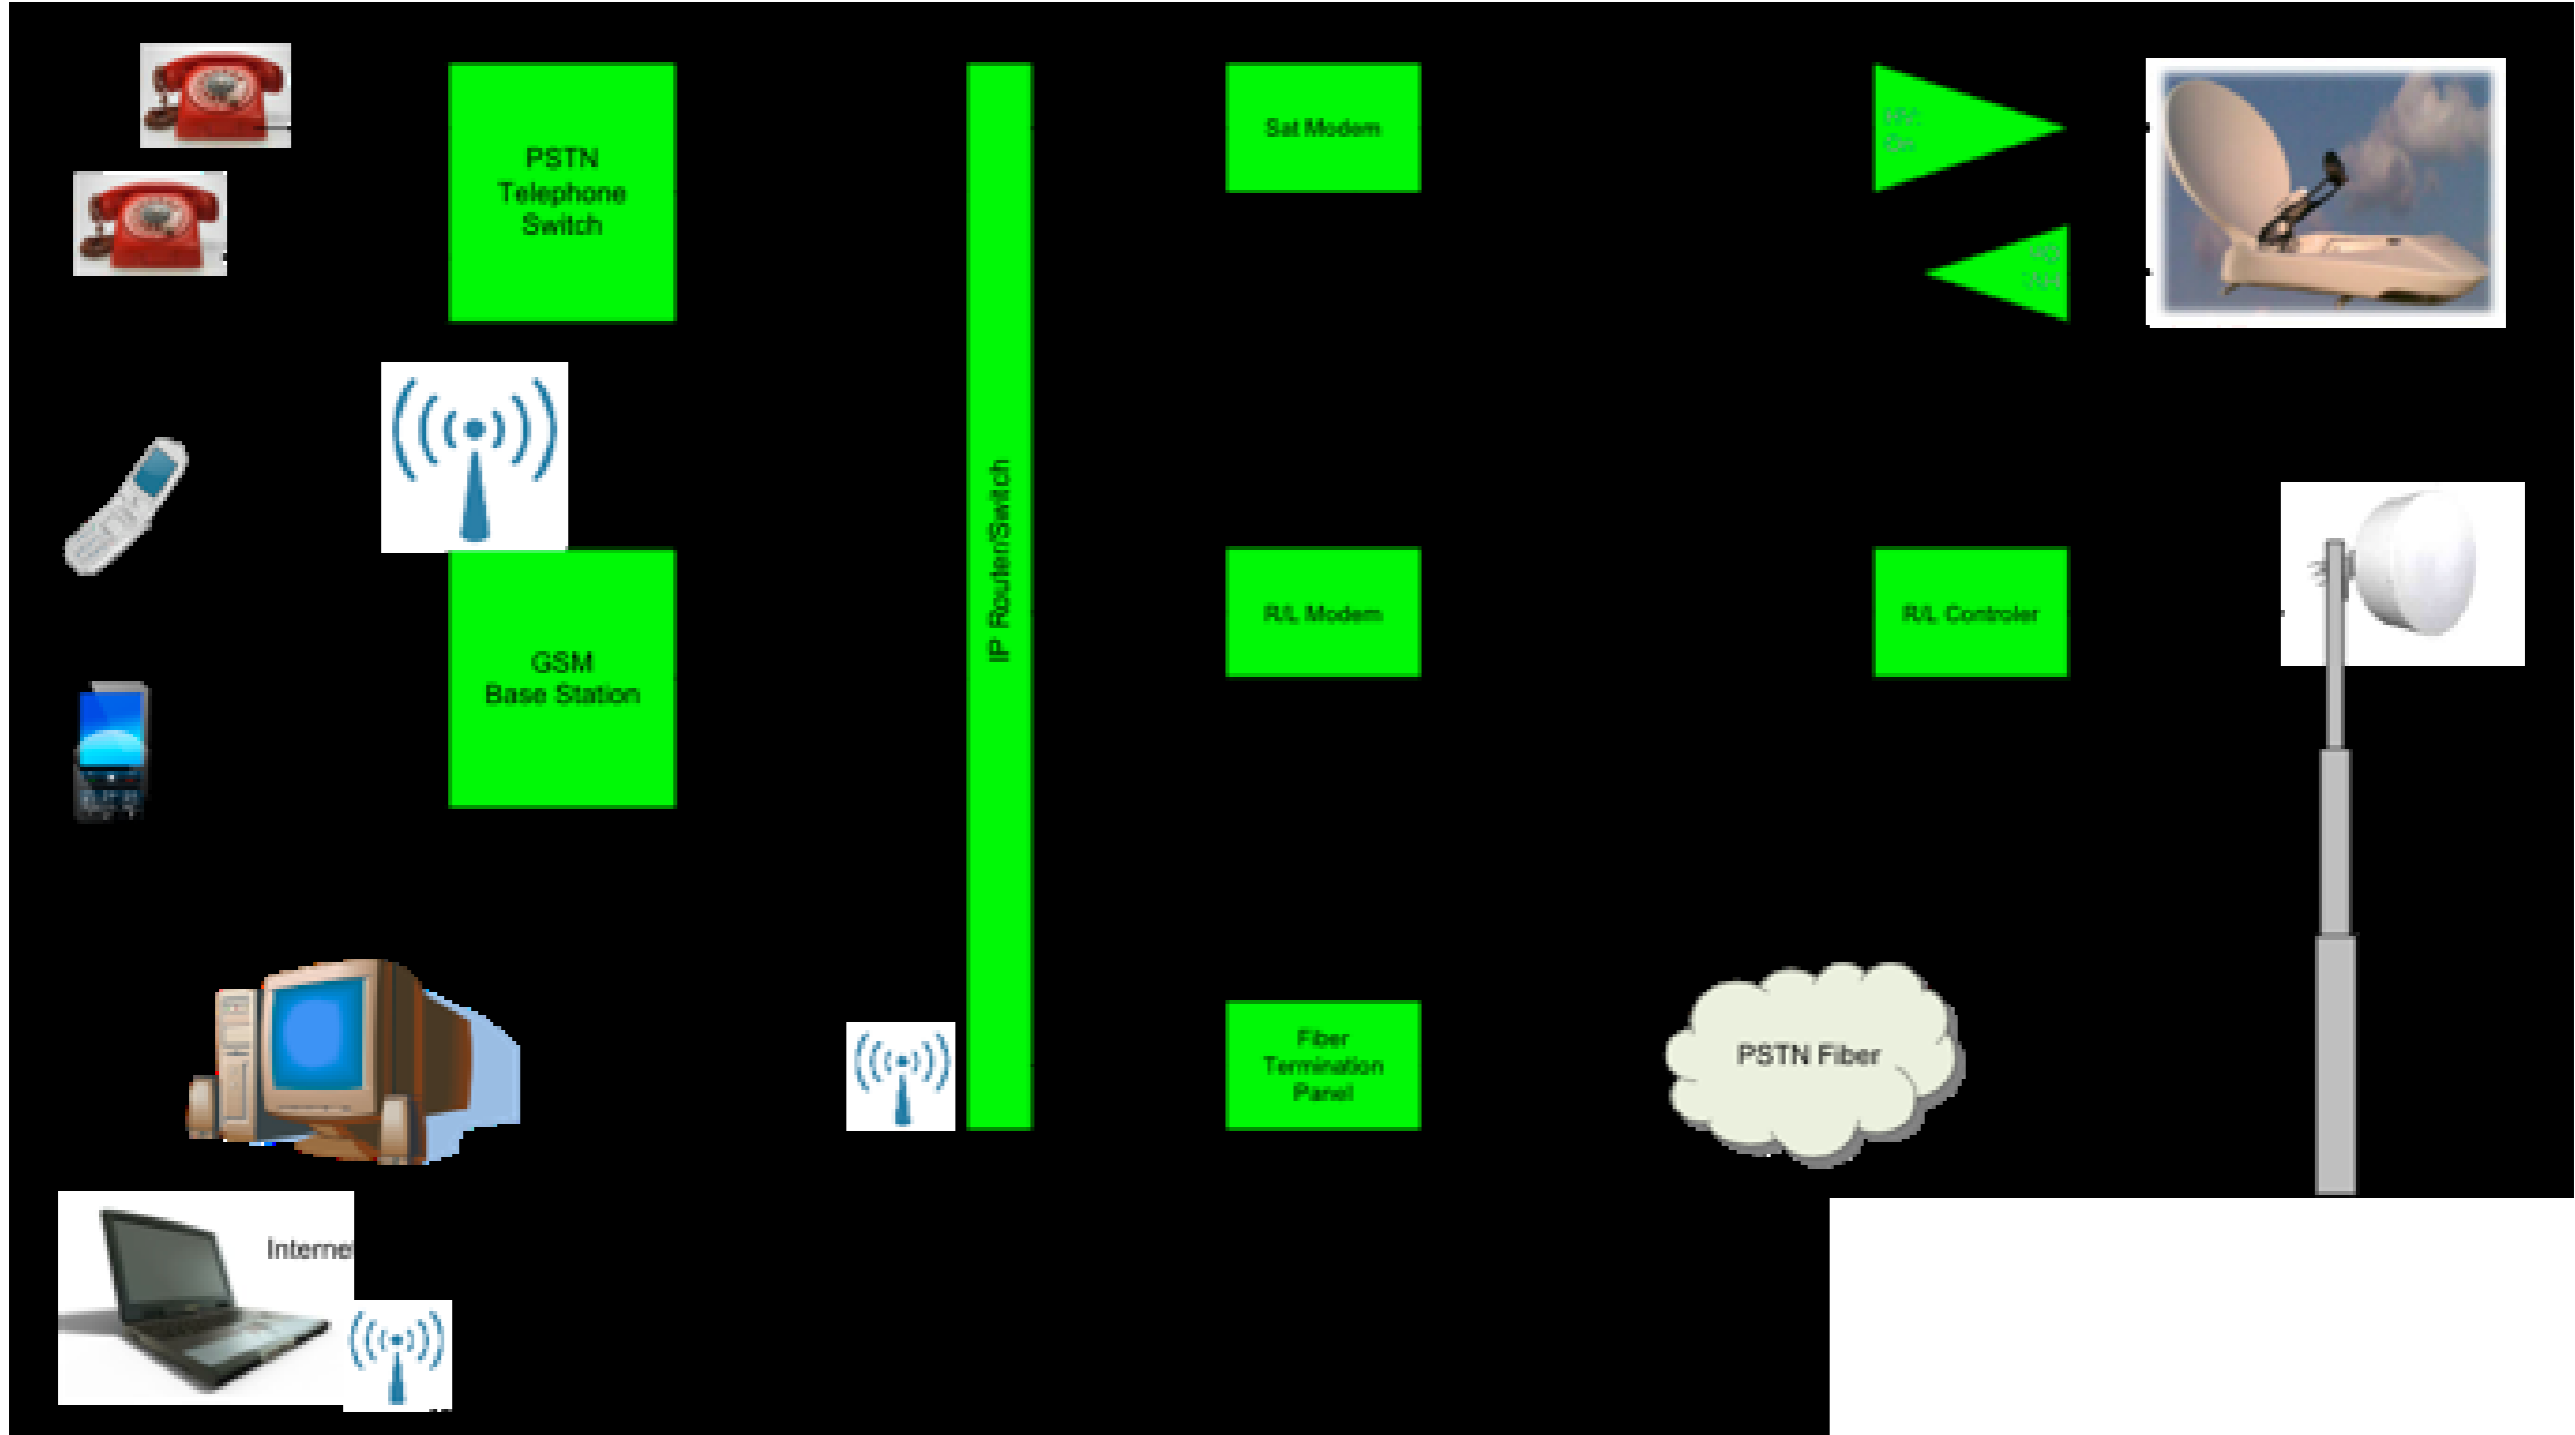 PSTN
Telephone
Switch
Sat Modem
IP Router/Switch
R/L Modem
R/L Controler
GSM
Base Station
Fiber
Termination
Panel
PSTN Fiber
Interne